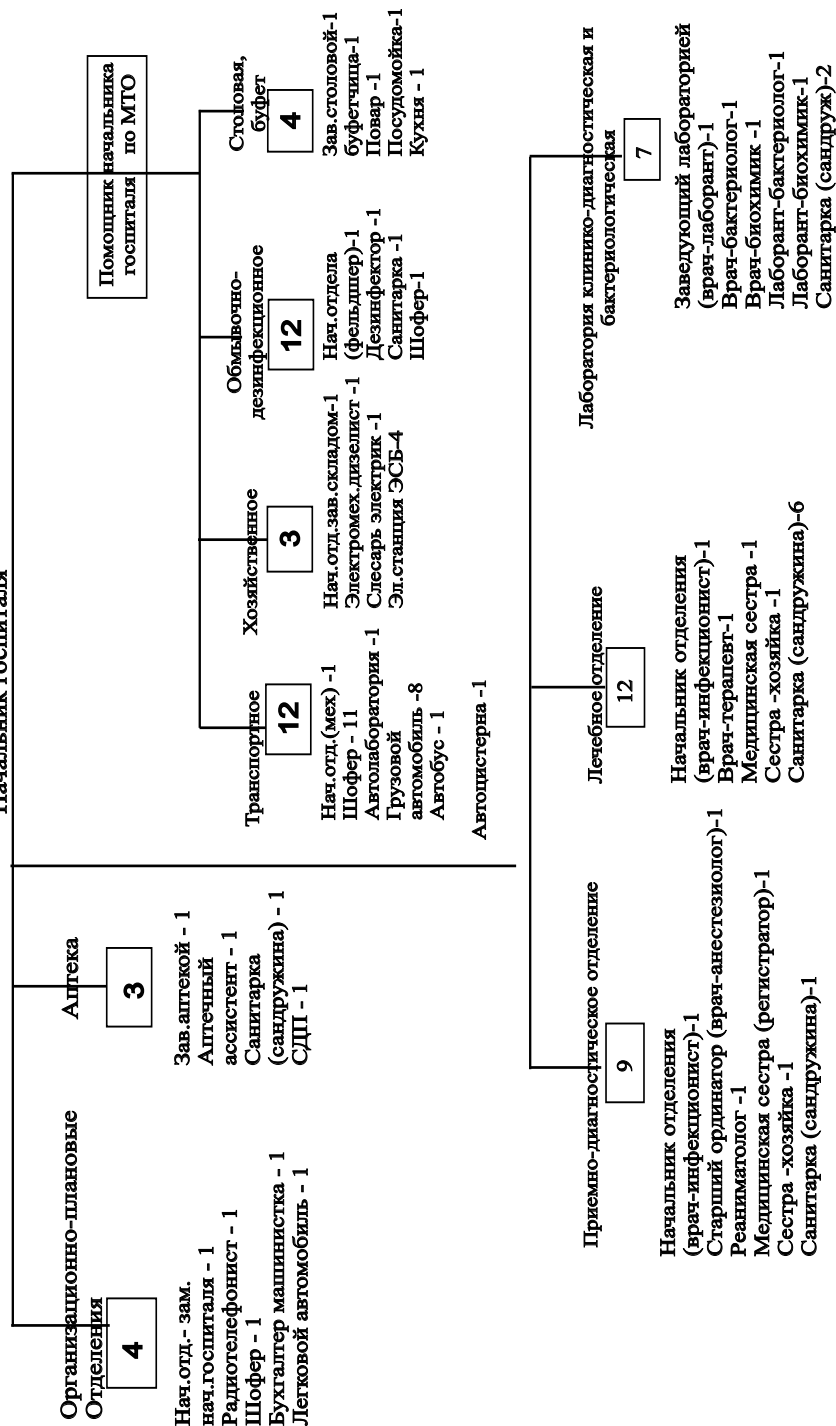 Начальник госпиталя
Организационно-плановые
Отделения
4
Нач.отд.- зам.
нач.госпиталя - 1
Радиотелефонист - 1
Шофер - 1
Бухгалтер машинистка - 1
Легковой автомобиль - 1
Аптека
3
Зав.аптекой - 1
Аптечный
ассистент - 1
Санитарка
(сандружина) - 1
СДП - 1
Помощник начальника
госпиталя по МТО
Транспортное
12
Нач.отд.(мех) -1
Шофер - 11
Автолаборатория -1
Грузовой
автомобиль -8
Автобус - 1
Автоцистерна -1
Хозяйственное
3
Нач.отд.зав.складом-1
Электромех.дизелист -1
Слесарь электрик -1
Эл.станция ЭСБ-4
Обмывочно-
дезинфекционное
12
Нач.отдела
(фельдшер)-1
Дезинфектор -1
Санитарка -1
Шофер-1
Столовая,
буфет
4
Зав.столовой-1
буфетчица-1
Повар -1
Посудомойка-1
Кухня - 1
Приемно-диагностическое отделение
9
Начальник отделения
(врач-инфекционист)-1
Старший ординатор (врач-анестезиолог)-1
Реаниматолог -1
Медицинская сестра (регистратор)-1
Сестра -хозяйка -1
Санитарка (сандружина)-1
Лечебное отделение
12
Начальник отделения
(врач-инфекционист)-1
Врач-терапевт-1
Медицинская сестра -1
Сестра -хозяйка -1
Санитарка (сандружина)-6
Лаборатория клинико-диагностическая и
бактериологическая
7
Заведующий лабораторией
(врач-лаборант)-1
Врач-бактериолог-1
Врач-биохимик -1
Лаборант-бактериолог-1
Лаборант-биохимик-1
Санитарка (сандруж)-2